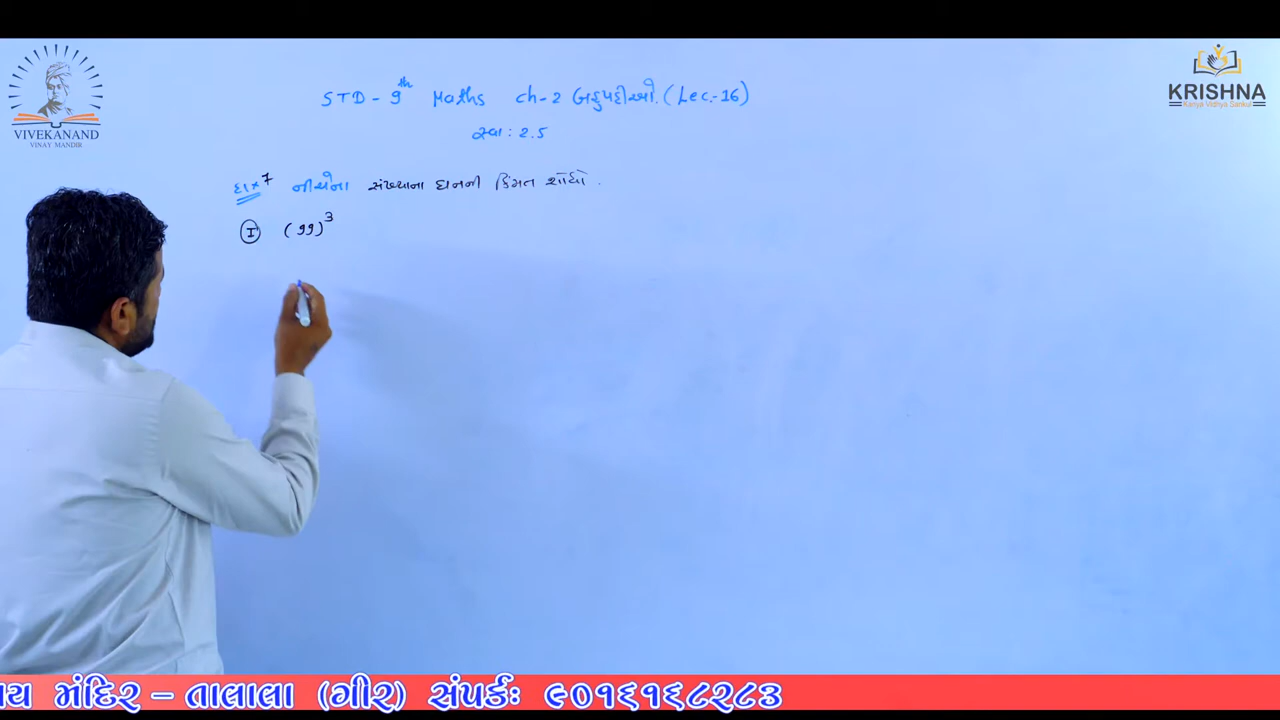 VIVEKANAND
VINAY MANDIR
KRISHNA
Kanya Vidhya Sankul
STD - 9th Maths ch-2 બહુપદીઓ. (Lec.-16)
સ્વા : 2.5
દા × 7 નીચેના સંખ્યાના ઘનની કિંમત શોધો .
I (99)^3
ય મંદિર – તાલાલા (ગીર) સંપર્કઃ ૯૦૧૬૧૬૮૨૮૩